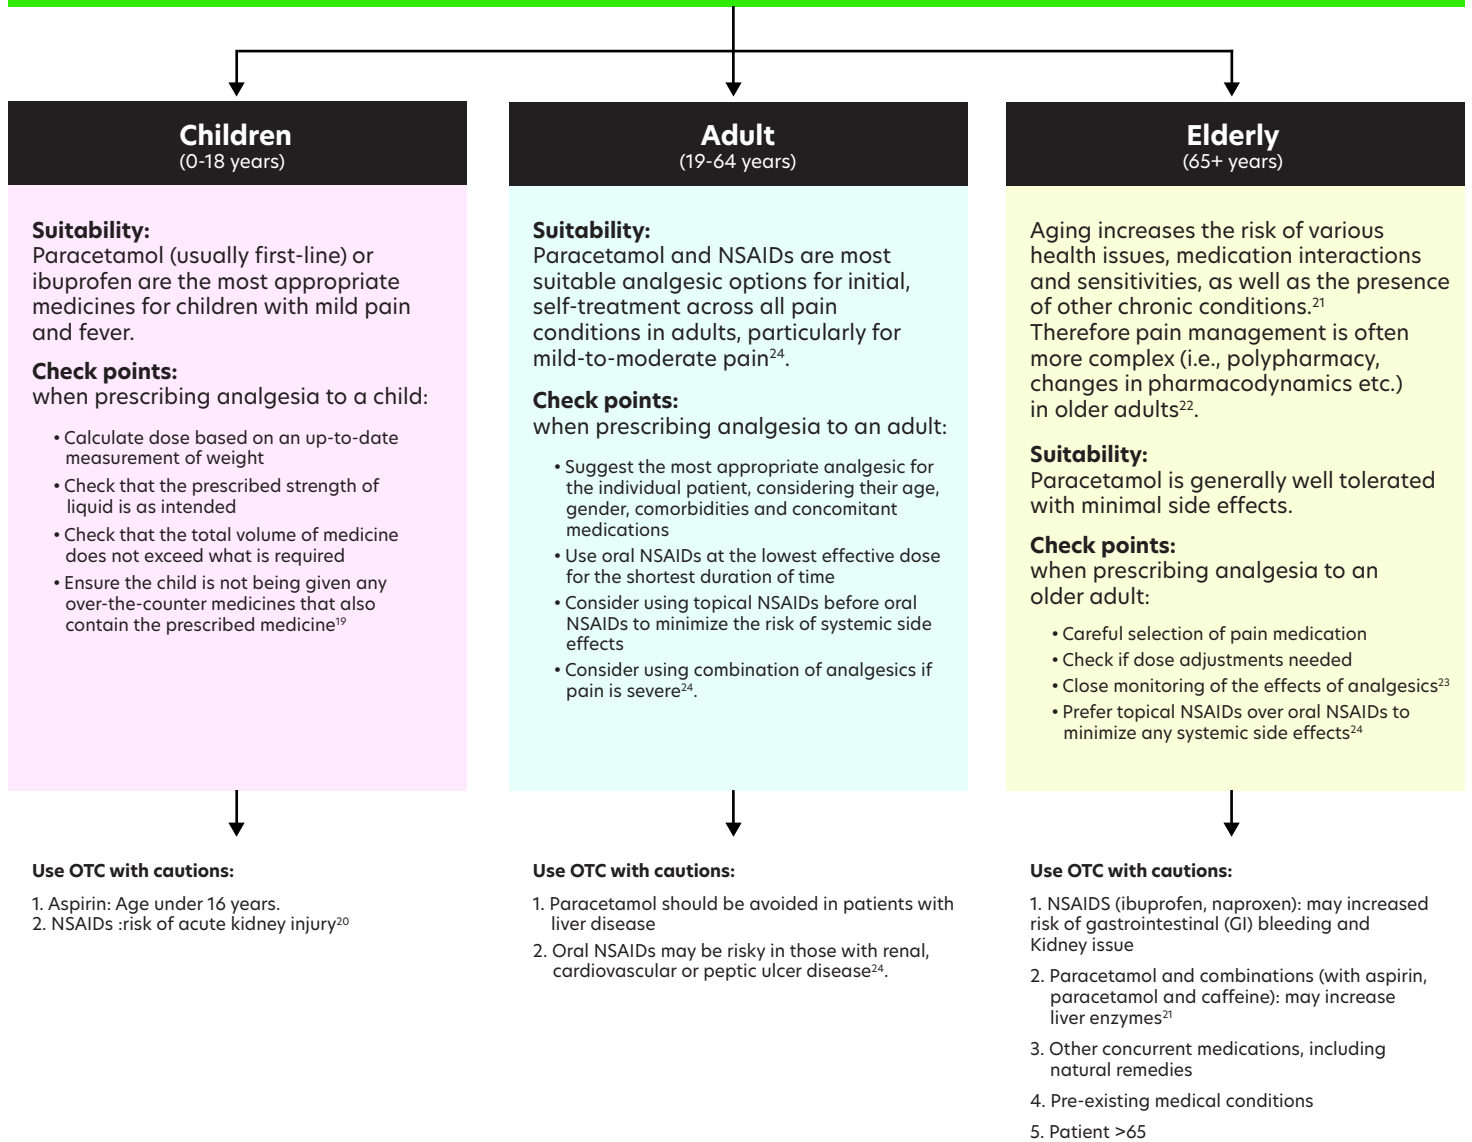 Children
(0-18 years)
Suitability:
Paracetamol (usually first-line) or
ibuprofen are the most appropriate
medicines for children with mild pain
and fever.
Check points:
when prescribing analgesia to a child:
• Calculate dose based on an up-to-date
measurement of weight
• Check that the prescribed strength of
liquid is as intended
• Check that the total volume of medicine
does not exceed what is required
• Ensure the child is not being given any
over-the-counter medicines that also
contain the prescribed medicine¹⁹
Use OTC with cautions:
1. Aspirin: Age under 16 years.
2. NSAIDs :risk of acute kidney injury²⁰
Adult
(19-64 years)
Suitability:
Paracetamol and NSAIDs are most
suitable analgesic options for initial,
self-treatment across all pain
conditions in adults, particularly for
mild-to-moderate pain²⁴.
Check points:
when prescribing analgesia to an adult:
• Suggest the most appropriate analgesic for
the individual patient, considering their age,
gender, comorbidities and concomitant
medications
• Use oral NSAIDs at the lowest effective dose
for the shortest duration of time
• Consider using topical NSAIDs before oral
NSAIDs to minimize the risk of systemic side
effects
• Consider using combination of analgesics if
pain is severe²⁴.
Use OTC with cautions:
1. Paracetamol should be avoided in patients with
liver disease
2. Oral NSAIDs may be risky in those with renal,
cardiovascular or peptic ulcer disease²⁴.
Elderly
(65+ years)
Aging increases the risk of various
health issues, medication interactions
and sensitivities, as well as the presence
of other chronic conditions.²¹
Therefore pain management is often
more complex (i.e., polypharmacy,
changes in pharmacodynamics etc.)
in older adults²².
Suitability:
Paracetamol is generally well tolerated
with minimal side effects.
Check points:
when prescribing analgesia to an
older adult:
• Careful selection of pain medication
• Check if dose adjustments needed
• Close monitoring of the effects of analgesics²³
• Prefer topical NSAIDs over oral NSAIDs to
minimize any systemic side effects²⁴
Use OTC with cautions:
1. NSAIDS (ibuprofen, naproxen): may increased
risk of gastrointestinal (GI) bleeding and
Kidney issue
2. Paracetamol and combinations (with aspirin,
paracetamol and caffeine): may increase
liver enzymes²¹
3. Other concurrent medications, including
natural remedies
4. Pre-existing medical conditions
5. Patient >65